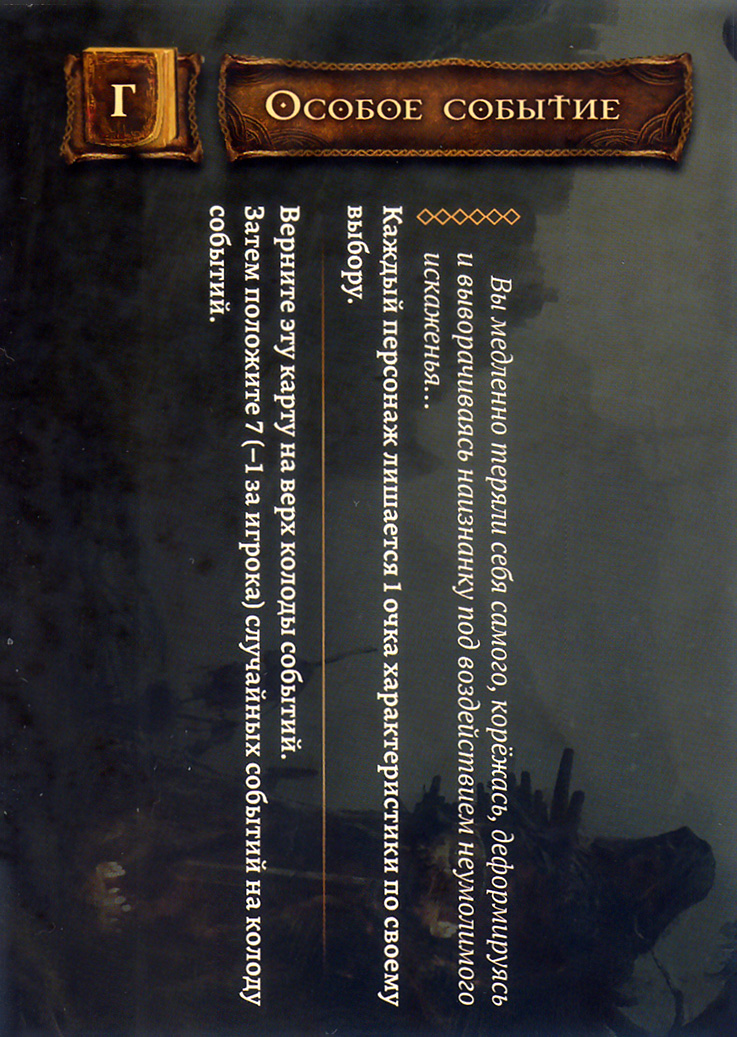 Г
Особое событие
Вы медленно теряли себя самого, корёжась, деформируясь
и выворачиваясь наизнанку под воздействием неумолимого
искаженья...
Каждый персонаж лишается 1 очка характеристики по своему
выбору.
Верните эту карту на верх колоды событий.
Затем положите 7 (–1 за игрока) случайных событий на колоду
событий.